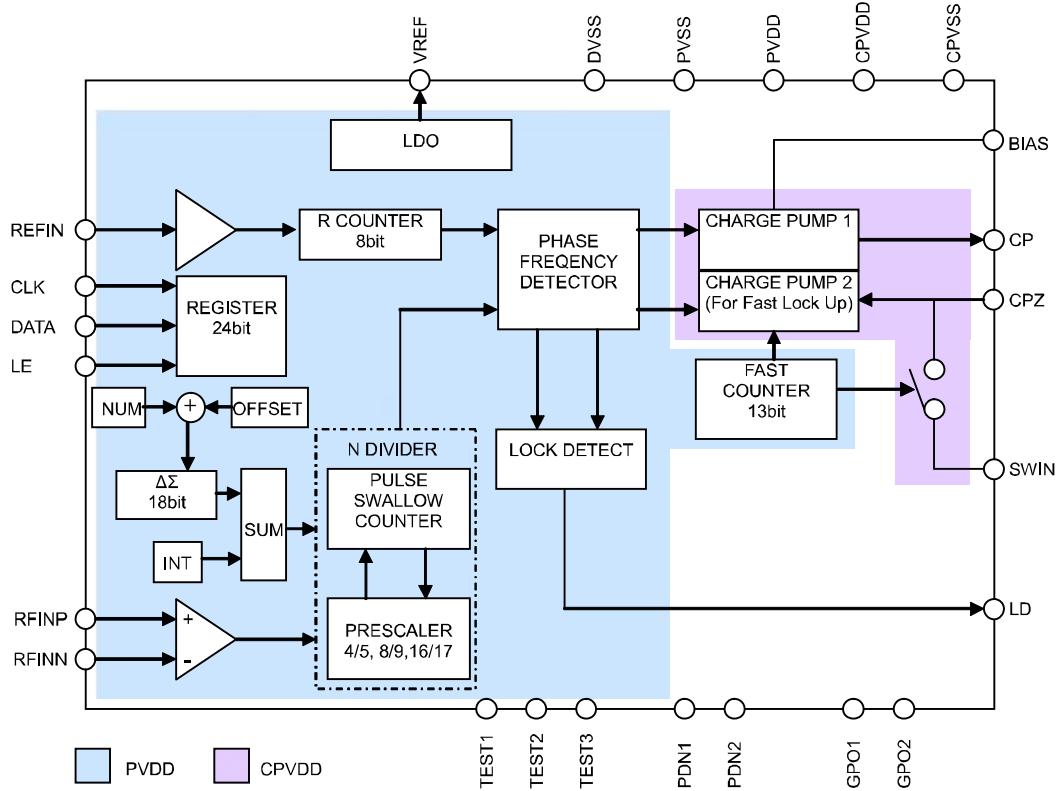 VREF
DVSS
PVSS
PVDD
CPVDD
CPVSS
LDO
BIAS
REFIN
R COUNTER
8bit
PHASE
FREQENCY
DETECTOR
CHARGE PUMP 1
CP
CHARGE PUMP 2
(For Fast Lock Up)
CPZ
CLK
DATA
LE
REGISTER
24bit
FAST
COUNTER
13bit
NUM
+
OFFSET
N DIVIDER
LOCK DETECT
SWIN
ΔΣ
18bit
SUM
PULSE
SWALLOW
COUNTER
INT
RFINP
RFINN
+
-
PRESCALER
4/5, 8/9,16/17
LD
TEST1
TEST2
TEST3
PDN1
PDN2
GPO1
GPO2
PVDD
CPVDD